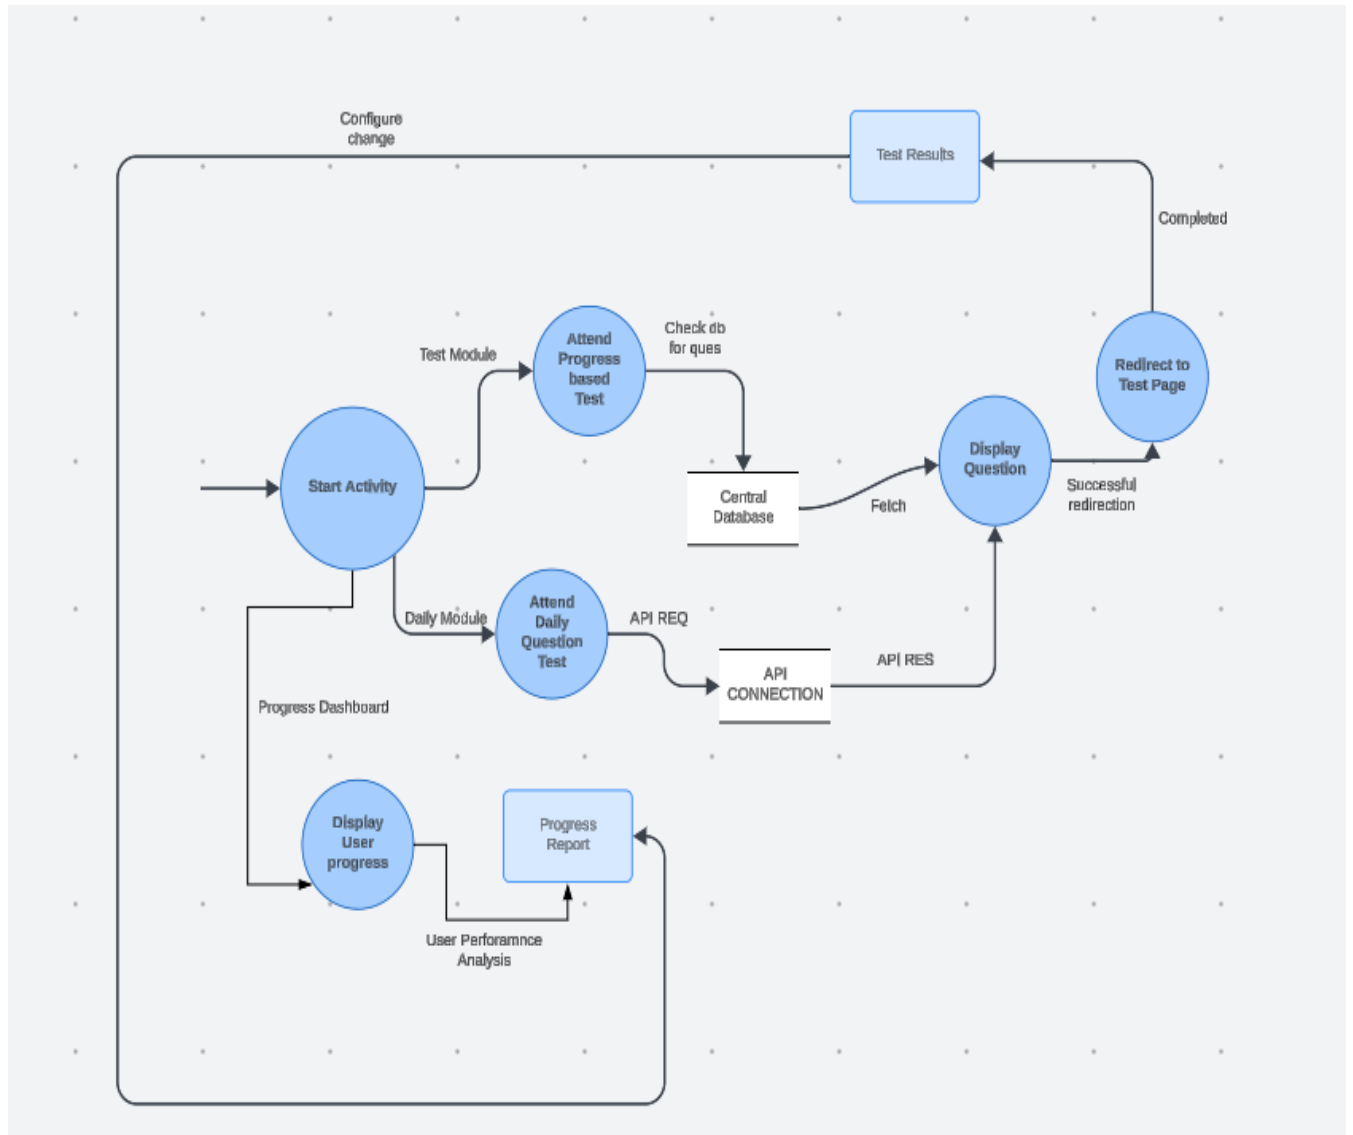 Configure
change
Test Results
Completed
Test Module
Attend
Progress
based
Test
Check db
for ques
Redirect to
Test Page
Start Activity
Display
Question
Central
Database
Fetch
Successful
redirection
Daily Module
Attend
Daily
Question
Test
API REQ
API RES
API
CONNECTION
Progress Dashboard
Display
User
progress
Progress
Report
User Perforamnce
Analysis